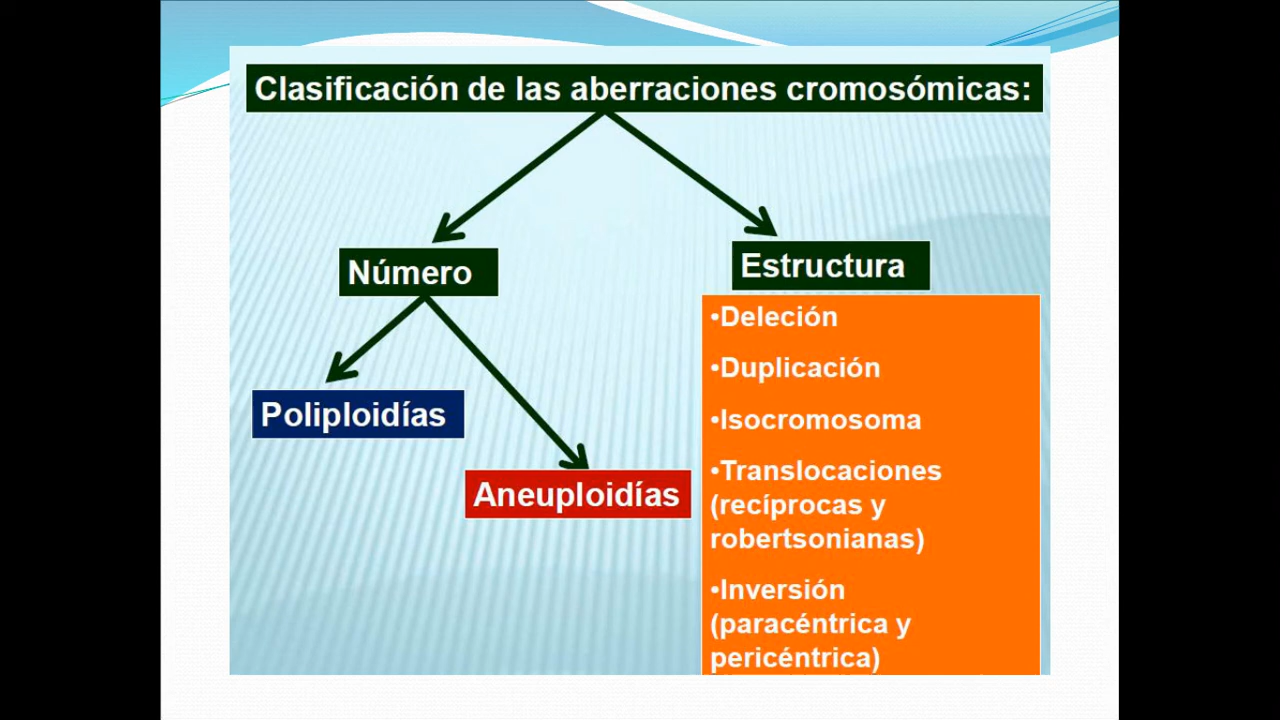 Clasificación de las aberraciones cromosómicas:
Número
Estructura
Poliploidías
Aneuploidías
•Deleción
•Duplicación
•Isocromosoma
•Translocaciones
(recíprocas y
robertsonianas)
•Inversión
(paracéntrica y
pericéntrica)